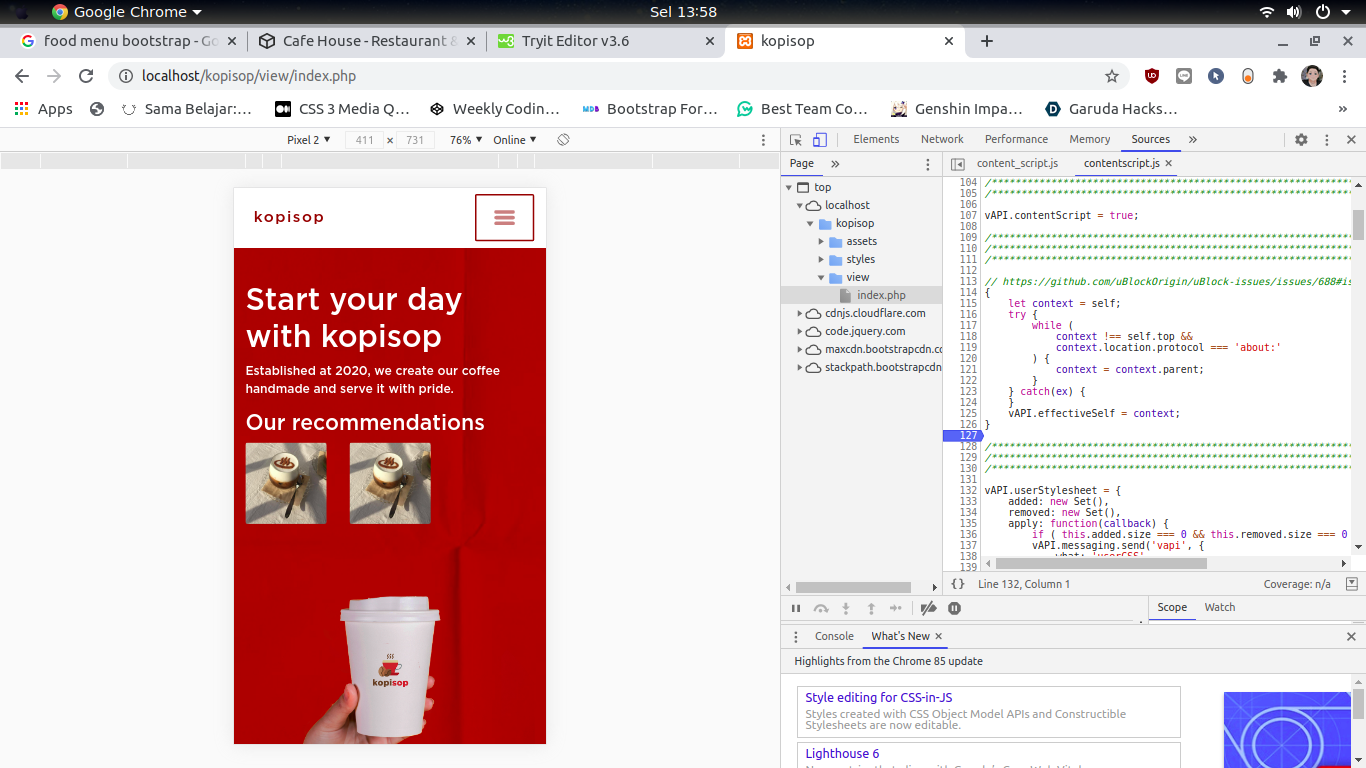 Google Chrome
Sel 13:58
food menu bootstrap - Go
Cafe House - Restaurant &
Tryit Editor v3.6
kopisop
localhost/kopisop/view/index.php
Apps
Sama Belajar:...
CSS 3 Media Q...
Weekly Codin...
Bootstrap For...
Best Team Co...
Genshin Impa...
Garuda Hacks...
»
Pixel 2
411 × 731
76%
Online
Elements
Network
Performance
Memory
Sources
»
Page
»
content_script.js
contentscript.js
top
localhost
kopisop
assets
styles
view
index.php
cdnjs.cloudflare.com
code.jquery.com
maxcdn.bootstrapcdn.co
stackpath.bootstrapcdn
kopisop
Start your day
with kopisop
Established at 2020, we create our coffee
handmade and serve it with pride.
Our recommendations
kopisop
104
105
106
107 vAPI.contentScript = true;
108
109
110
111
112
113 // https://github.com/uBlockOrigin/uBlock-issues/issues/688#is
114 {
115 let context = self;
116 try {
117 while (
118 context !== self.top &&
119 context.location.protocol === 'about:'
120 ) {
121 context = context.parent;
122 }
123 } catch(ex) {
124 }
125 vAPI.effectiveSelf = context;
126 }
127
128
129
130
131
132 vAPI.userStylesheet = {
133 added: new Set(),
134 removed: new Set(),
135 apply: function(callback) {
136 if ( this.added.size === 0 && this.removed.size === 0
137 vAPI.messaging.send('vapi', {
138 what: 'userCSS'
139
{}
Line 132, Column 1
Coverage: n/a
Scope
Watch
Console
What's New
Highlights from the Chrome 85 update
Style editing for CSS-in-JS
Styles created with CSS Object Model APIs and Constructible
Stylesheets are now editable.
Lighthouse 6